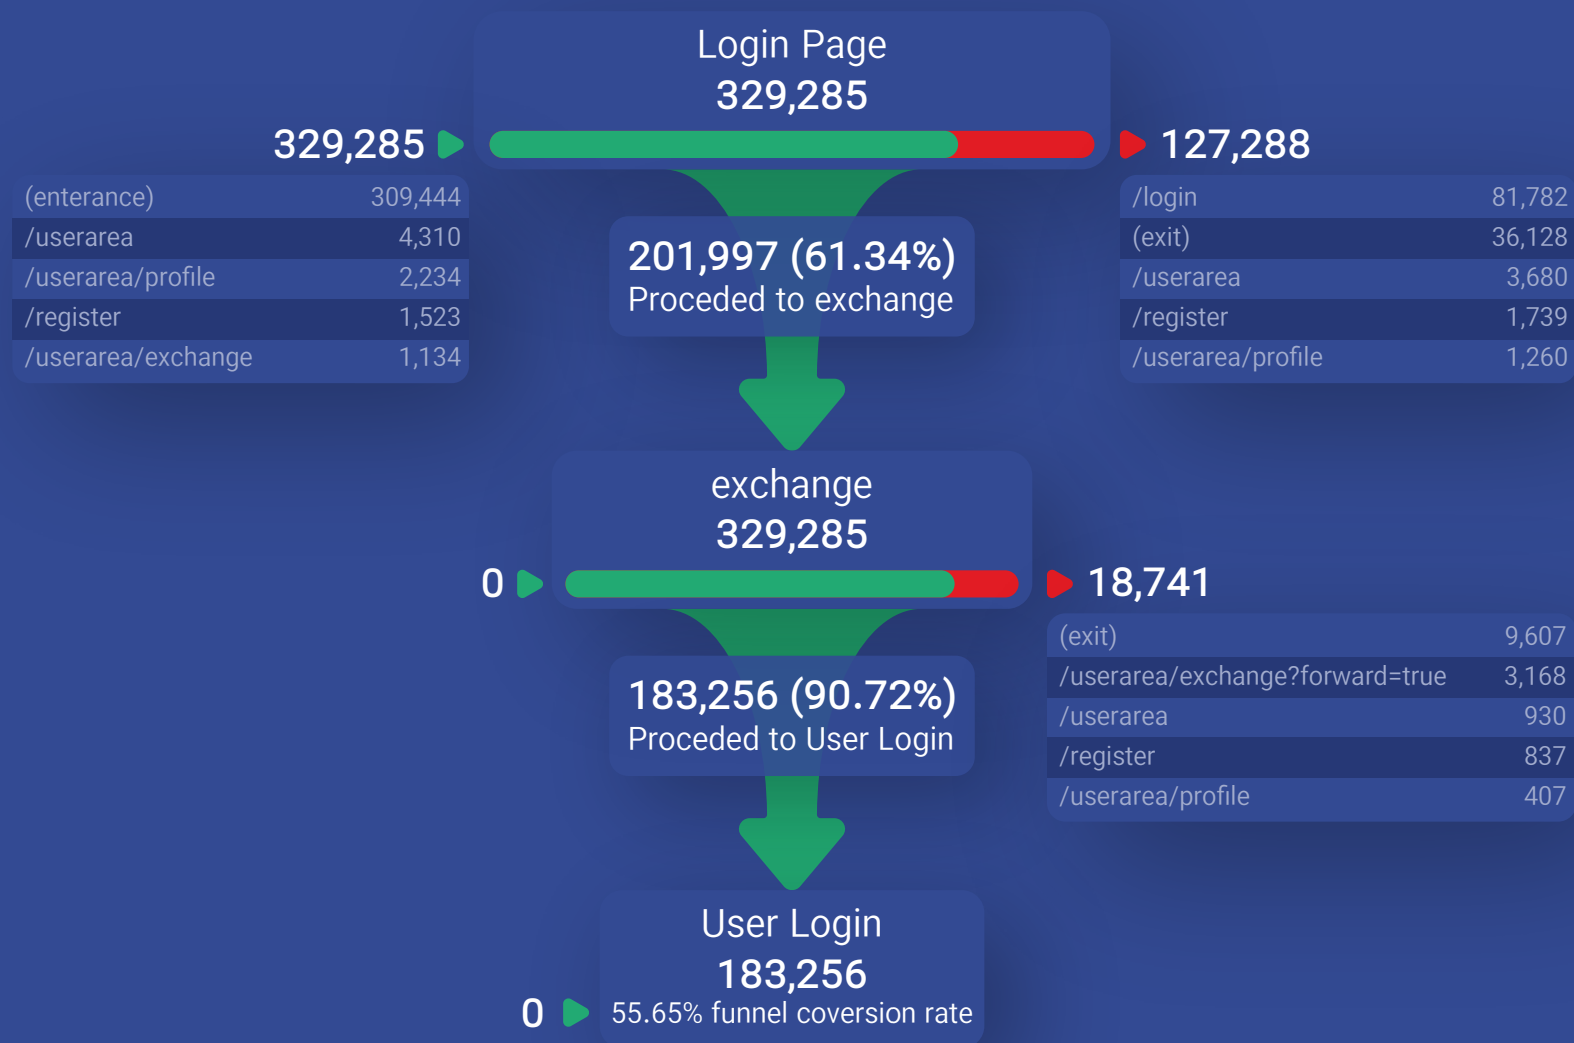 Login Page
329,285
329,285
127,288
(enterance) 309,444
/userarea 4,310
/userarea/profile 2,234
/register 1,523
/userarea/exchange 1,134
/login 81,782
(exit) 36,128
/userarea 3,680
/register 1,739
/userarea/profile 1,260
201,997 (61.34%)
Proceded to exchange
exchange
329,285
0
18,741
(exit) 9,607
/userarea/exchange?forward=true 3,168
/userarea 930
/register 837
/userarea/profile 407
183,256 (90.72%)
Proceded to User Login
User Login
183,256
0
55.65% funnel coversion rate